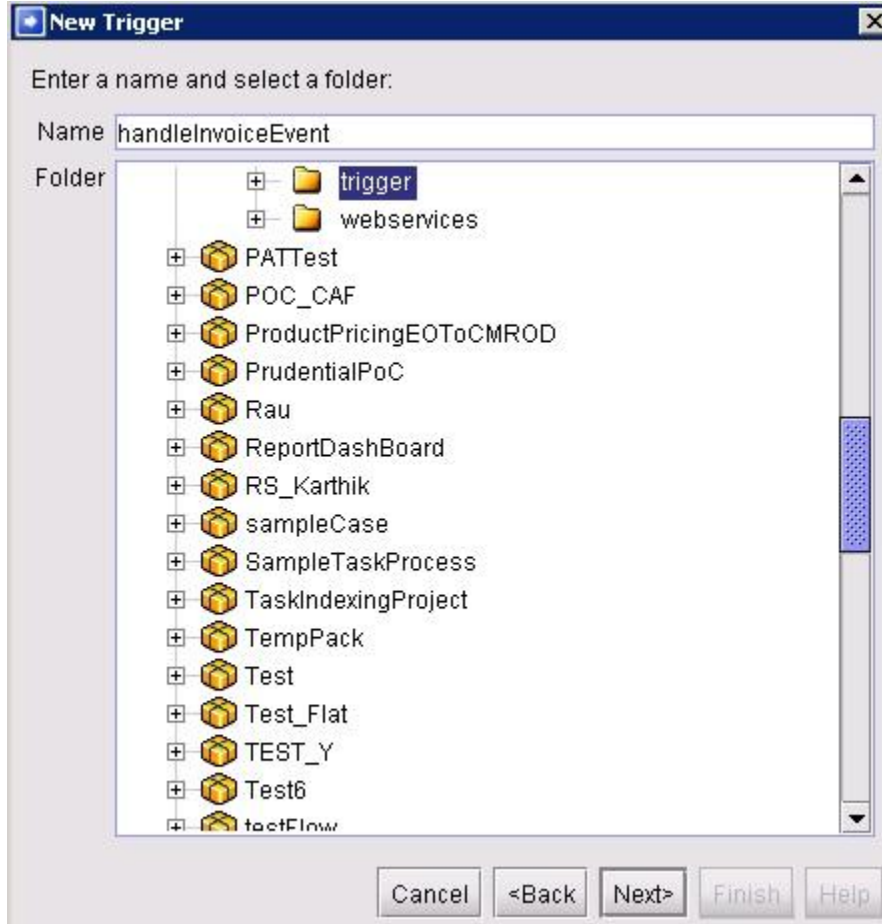 New Trigger
Enter a name and select a folder:
Name handleInvoiceEvent
Folder
trigger
webservices
PATTest
POC_CAF
ProductPricingEOToCMROD
PrudentialPoC
Rau
ReportDashBoard
RS_Karthik
sampleCase
SampleTaskProcess
TaskIndexingProject
TempPack
Test
Test_Flat
TEST_Y
Test6
testFlow
Cancel <Back Next> Finish Help